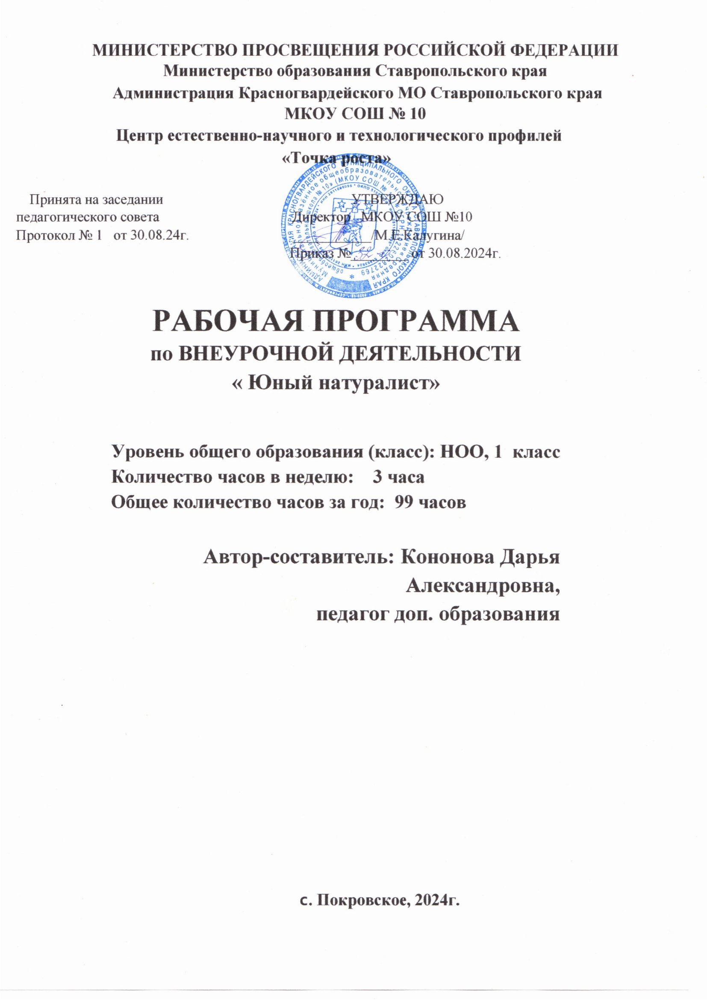 МИНИСТЕРСТВО ПРОСВЕЩЕНИЯ РОССИЙСКОЙ ФЕДЕРАЦИИ
Министерство образования Ставропольского края
Администрация Красногвардейского МО Ставропольского края
МКОУ СОШ № 10
Центр естественно-научного и технологического профилей
«Точка роста»
Принята на заседании
педагогического совета
Протокол № 1 от 30.08.24г.
УТВЕРЖДАЮ
Директор МКОУ СОШ №10
/М.Е.Калугина/
Приказ № от 30.08.2024г.
РАБОЧАЯ ПРОГРАММА
по ВНЕУРОЧНОЙ ДЕЯТЕЛЬНОСТИ
« Юный натуралист»
Уровень общего образования (класс): НОО, 1 класс
Количество часов в неделю: 3 часа
Общее количество часов за год: 99 часов
Автор-составитель: Кононова Дарья
Александровна,
педагог доп. образования
с. Покровское, 2024г.